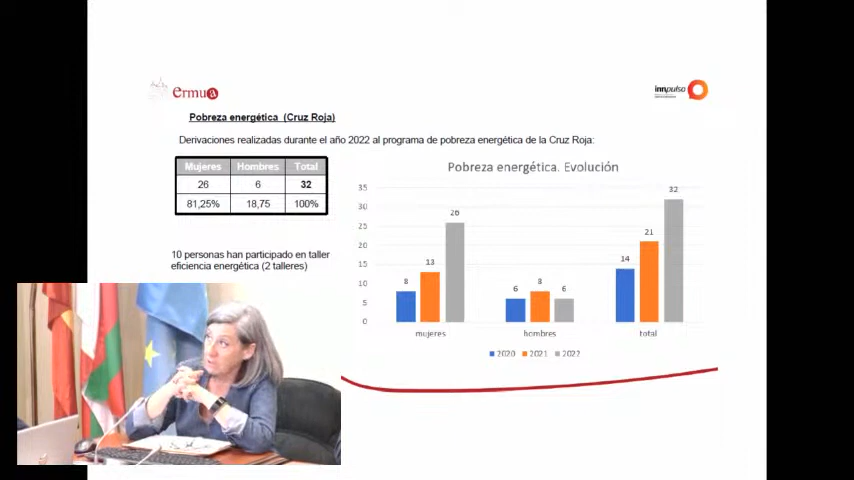 ermua
innpulso
Pobreza energética (Cruz Roja)
Derivaciones realizadas durante el año 2022 al programa de pobreza energética de la Cruz Roja:
Mujeres Hombres Total
26 6 32
81,25% 18,75 100%
10 personas han participado en taller
eficiencia energética (2 talleres)
Pobreza energética. Evolución
35
30
25
20
15
10
5
0
8 13 26
6 8 6
14 21 32
mujeres hombres total
2020 2021 2022